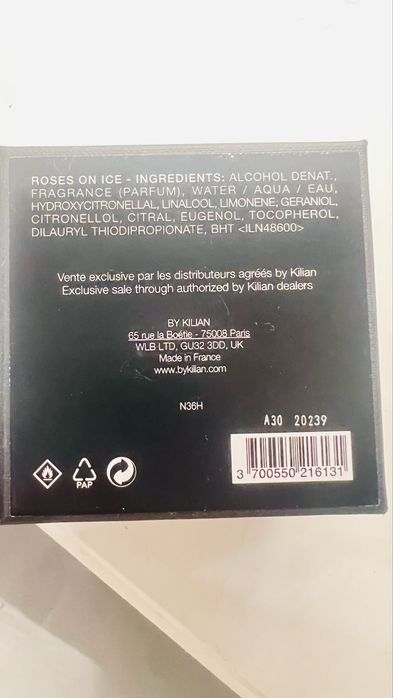 ROSES ON ICE - INGREDIENTS: ALCOHOL DENAT.,
FRAGRANCE (PARFUM), WATER / AQUA / EAU,
HYDROXYCITRONELLAL, LINALOOL, LIMONENE, GERANIOL,
CITRONELLOL, CITRAL, EUGENOL, TOCOPHEROL,
DILAURYL THIODIPROPIONATE, BHT <ILN48600>
Vente exclusive par les distributeurs agréés by Kilian
Exclusive sale through authorized by Kilian dealers
BY KILIAN
65 rue la Boétie - 75008 Paris
WLB LTD, GU32 3DD, UK
Made in France
www.bykilian.com
N36H
A30 20239
3 700550 216131
PAP